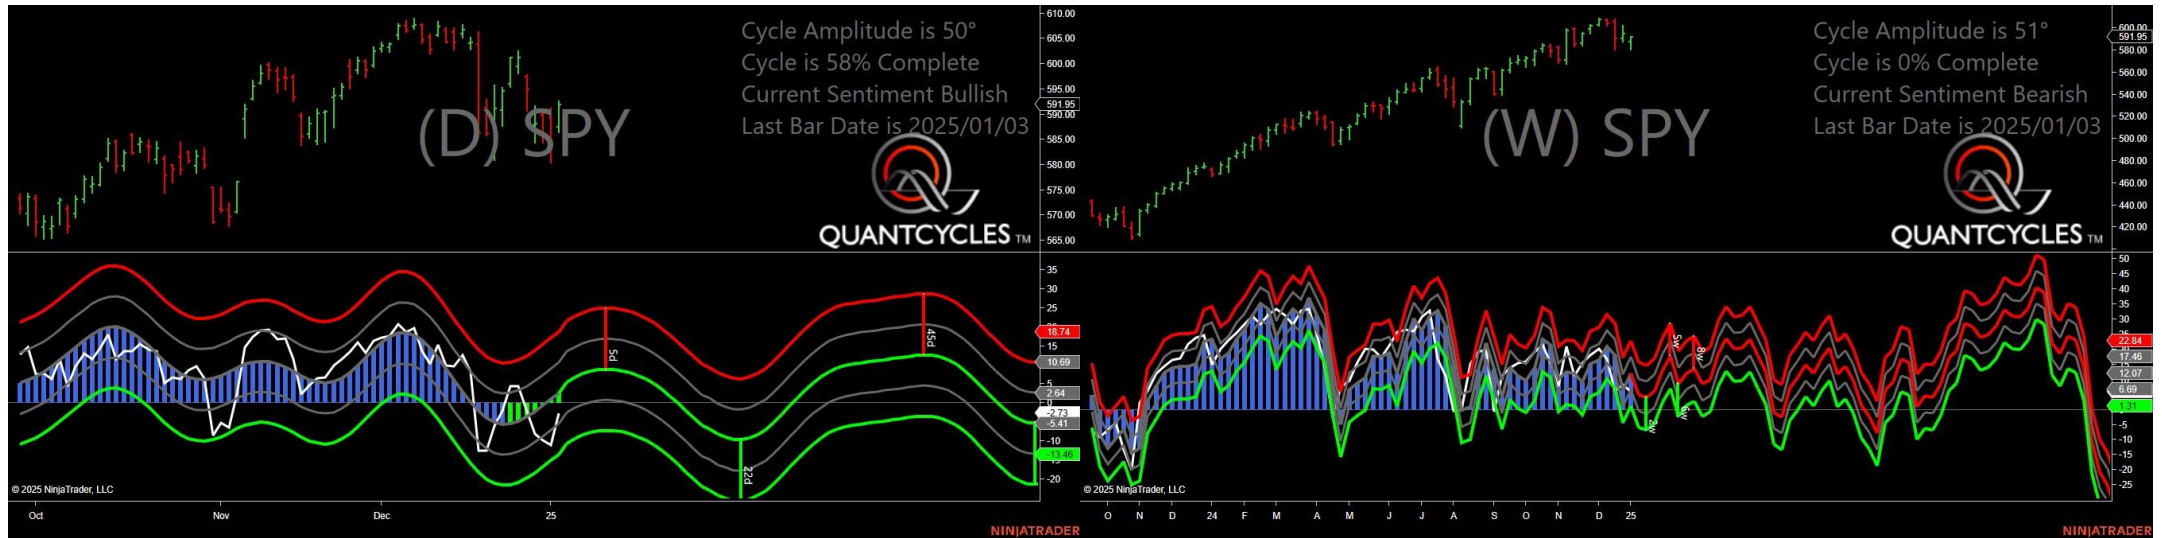 Cycle Amplitude is 50°
Cycle is 58% Complete
Current Sentiment Bullish
Last Bar Date is 2025/01/03
(D) SPY
QUANTCYCLES TM
610.00
605.00
600.00
595.00
591.95
590.00
585.00
580.00
575.00
570.00
565.00
35
30
25
18.74
15
10.69
5
2.64
0
-2.73
-5.41
-10
-13.46
-20
5d
22d
45d
© 2025 NinjaTrader, LLC
Oct
Nov
Dec
25
NINJATRADER
Cycle Amplitude is 51°
Cycle is 0% Complete
Current Sentiment Bearish
Last Bar Date is 2025/01/03
(W) SPY
QUANTCYCLES TM
600.00
591.95
580.00
560.00
540.00
520.00
500.00
480.00
460.00
440.00
420.00
50
45
40
35
30
22.84
17.46
12.07
6.69
1.31
-5
-10
-15
-20
-25
2w
5w
8w
© 2025 NinjaTrader, LLC
O N D 24 F M A M J J A S O N D 25
NINJATRADER